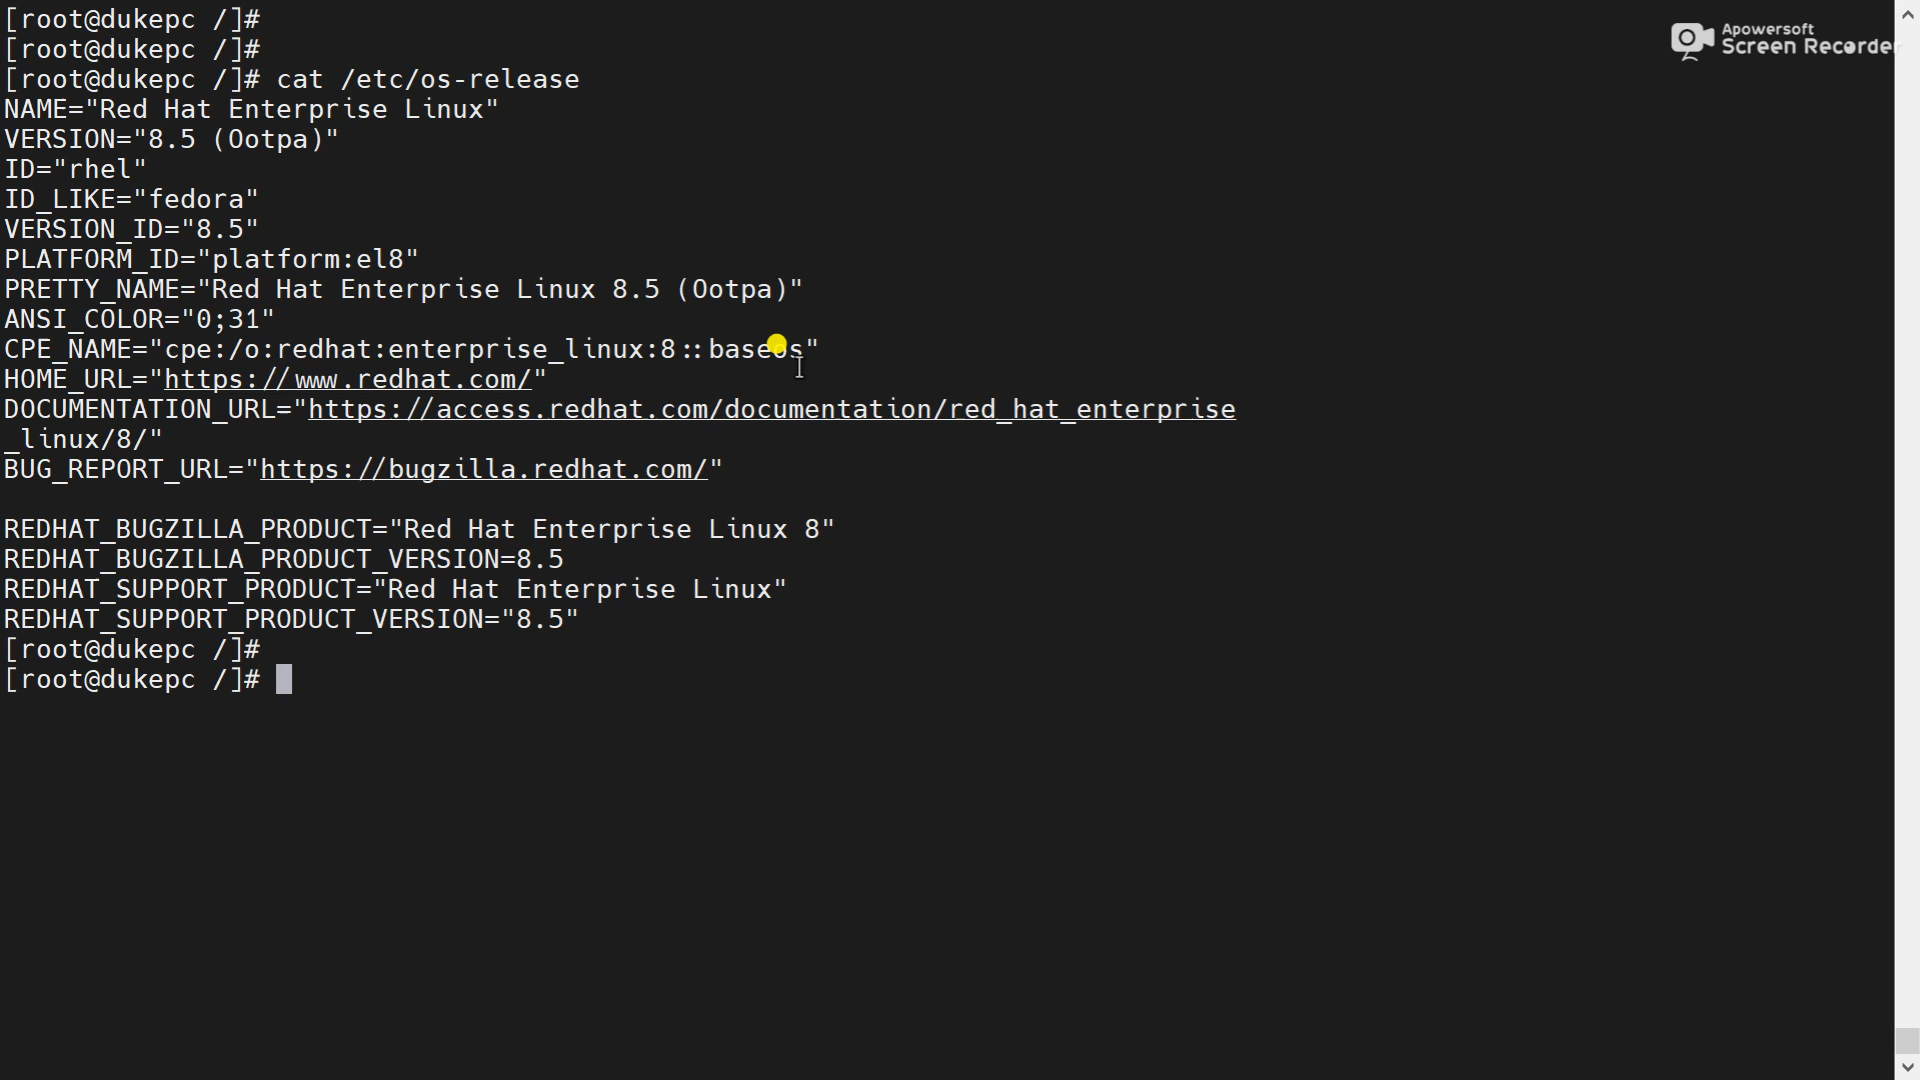 [root@dukepc /]#
[root@dukepc /]#
[root@dukepc /]# cat /etc/os-release
NAME="Red Hat Enterprise Linux"
VERSION="8.5 (Ootpa)"
ID="rhel"
ID_LIKE="fedora"
VERSION_ID="8.5"
PLATFORM_ID="platform:el8"
PRETTY_NAME="Red Hat Enterprise Linux 8.5 (Ootpa)"
ANSI_COLOR="0;31"
CPE_NAME="cpe:/o:redhat:enterprise_linux:8::baseos"
HOME_URL="https://www.redhat.com/"
DOCUMENTATION_URL="https://access.redhat.com/documentation/red_hat_enterprise
_linux/8/"
BUG_REPORT_URL="https://bugzilla.redhat.com/"
REDHAT_BUGZILLA_PRODUCT="Red Hat Enterprise Linux 8"
REDHAT_BUGZILLA_PRODUCT_VERSION=8.5
REDHAT_SUPPORT_PRODUCT="Red Hat Enterprise Linux"
REDHAT_SUPPORT_PRODUCT_VERSION="8.5"
[root@dukepc /]#
[root@dukepc /]#
Apowersoft
Screen Recorder